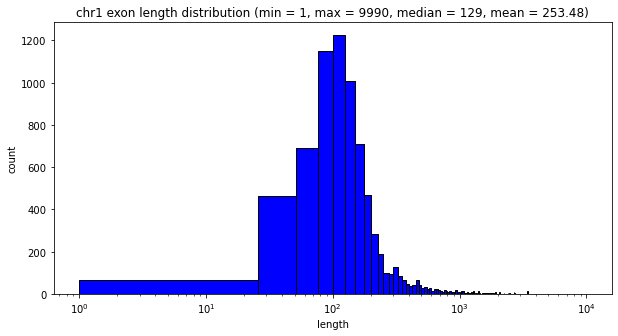 chr1 exon length distribution (min = 1, max = 9990, median = 129, mean = 253.48)
1200
1000
800
600
400
200
0
count
10⁰ 10¹ 10² 10³ 10⁴
length